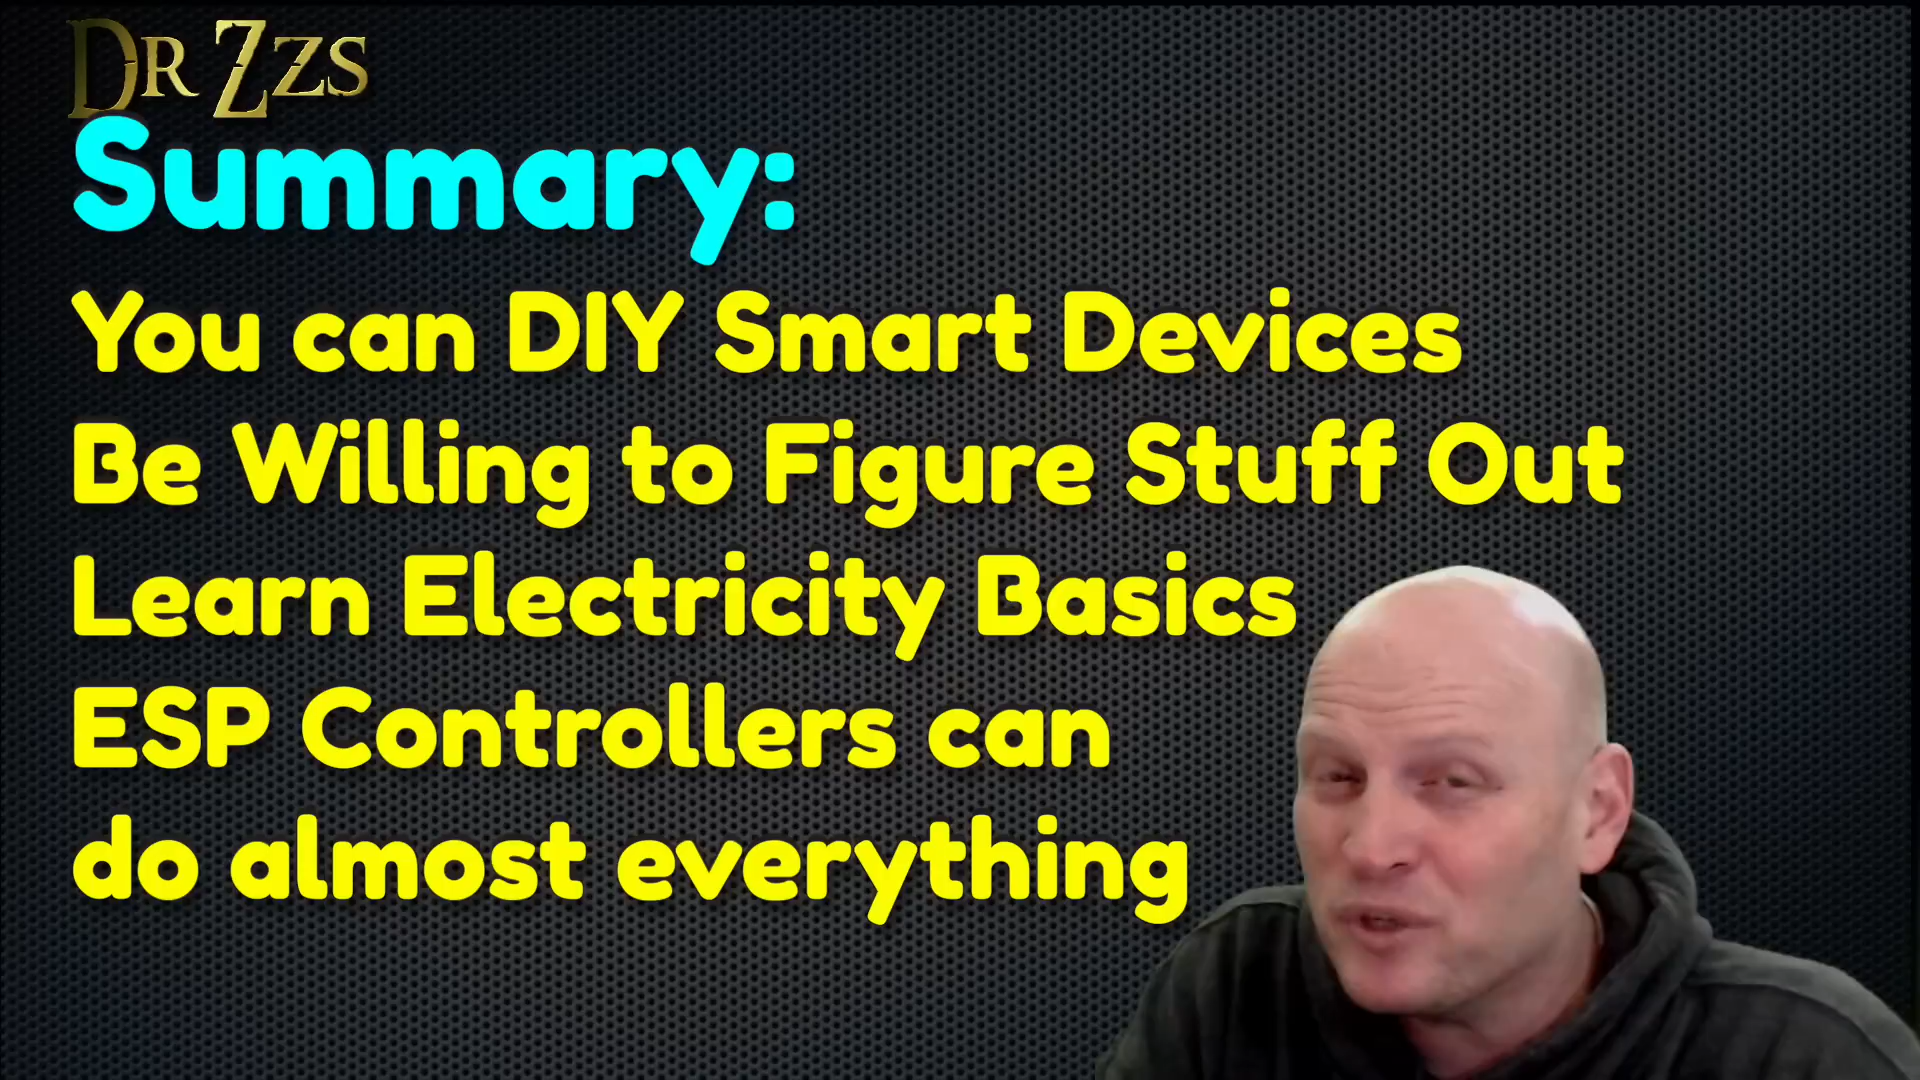 DR ZZS
Summary:
You can DIY Smart Devices
Be Willing to Figure Stuff Out
Learn Electricity Basics
ESP Controllers can
do almost everything